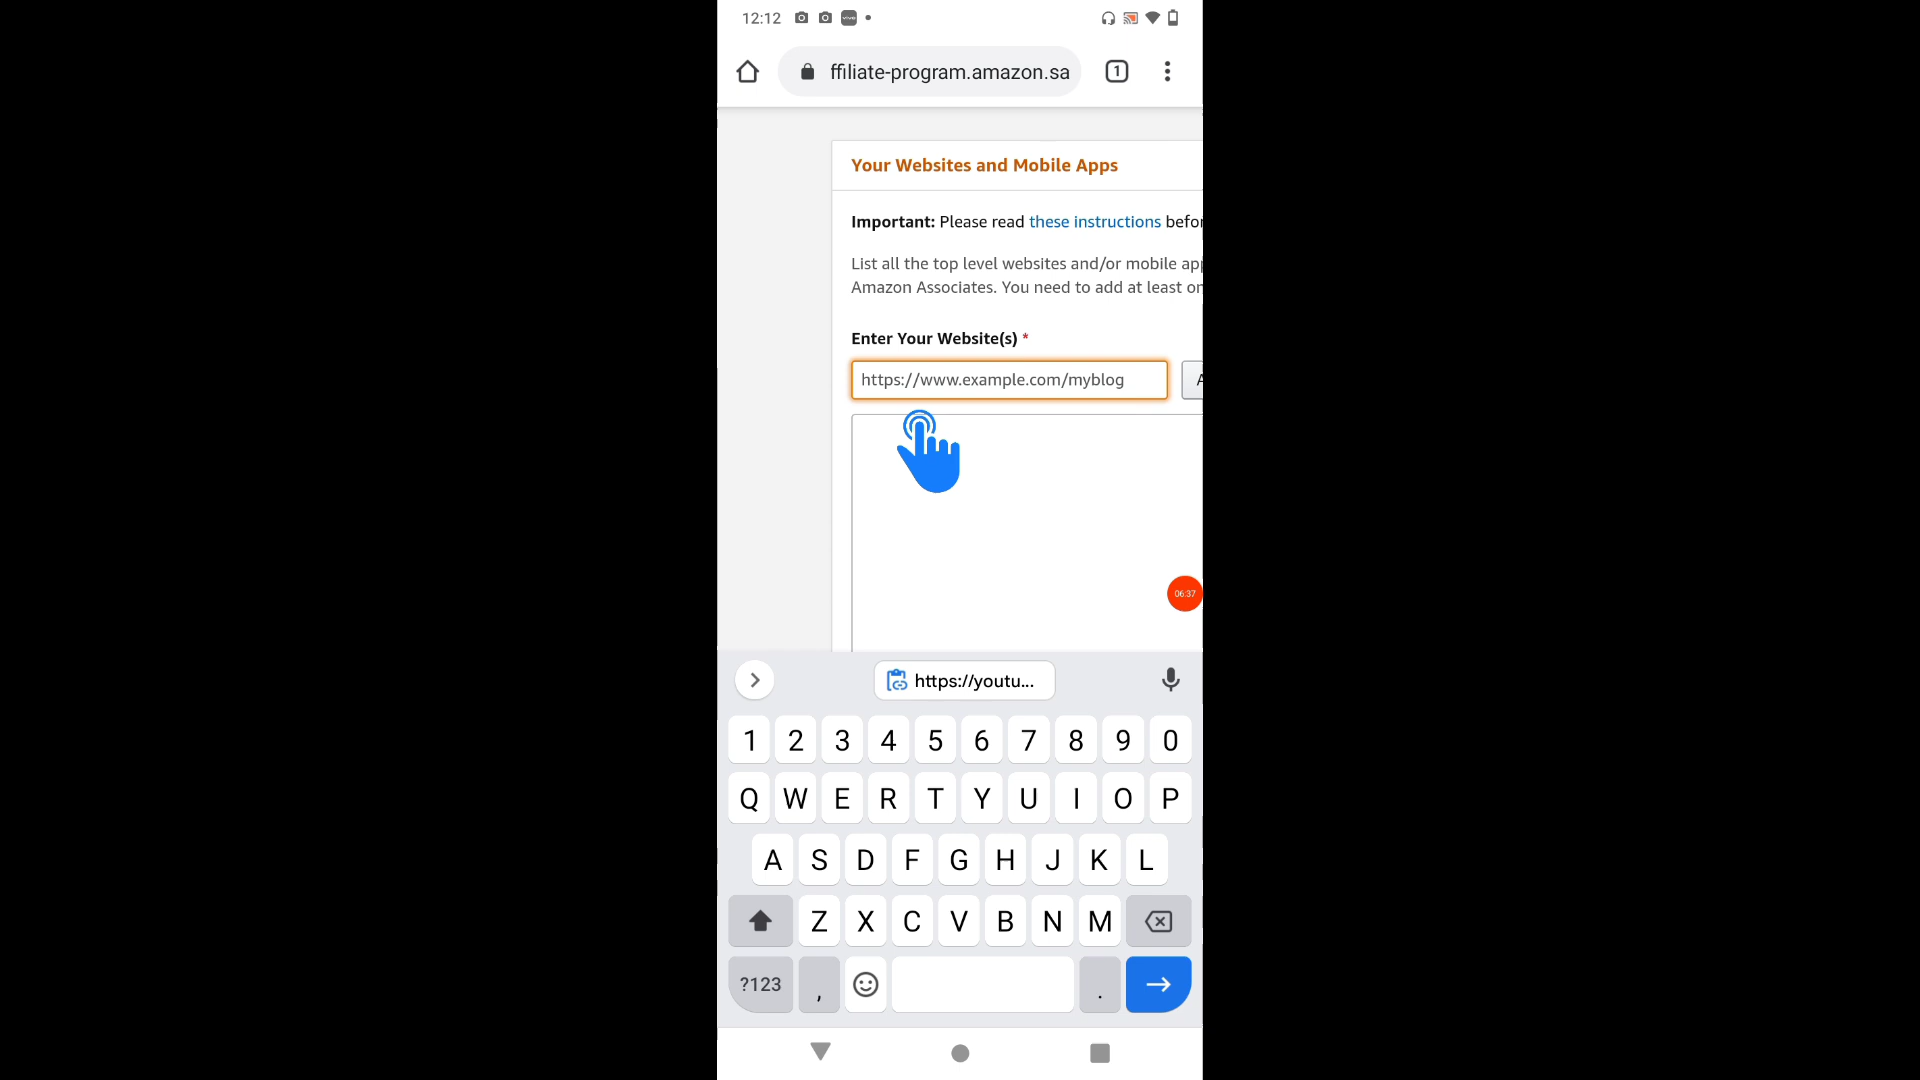 12:12
ffiliate-program.amazon.sa
1
Your Websites and Mobile Apps
Important: Please read these instructions befor
List all the top level websites and/or mobile app
Amazon Associates. You need to add at least on
Enter Your Website(s) *
https://www.example.com/myblog
A
06:37
https://youtu...
1 2 3 4 5 6 7 8 9 0
Q W E R T Y U I O P
A S D F G H J K L
Z X C V B N M
?123 , .